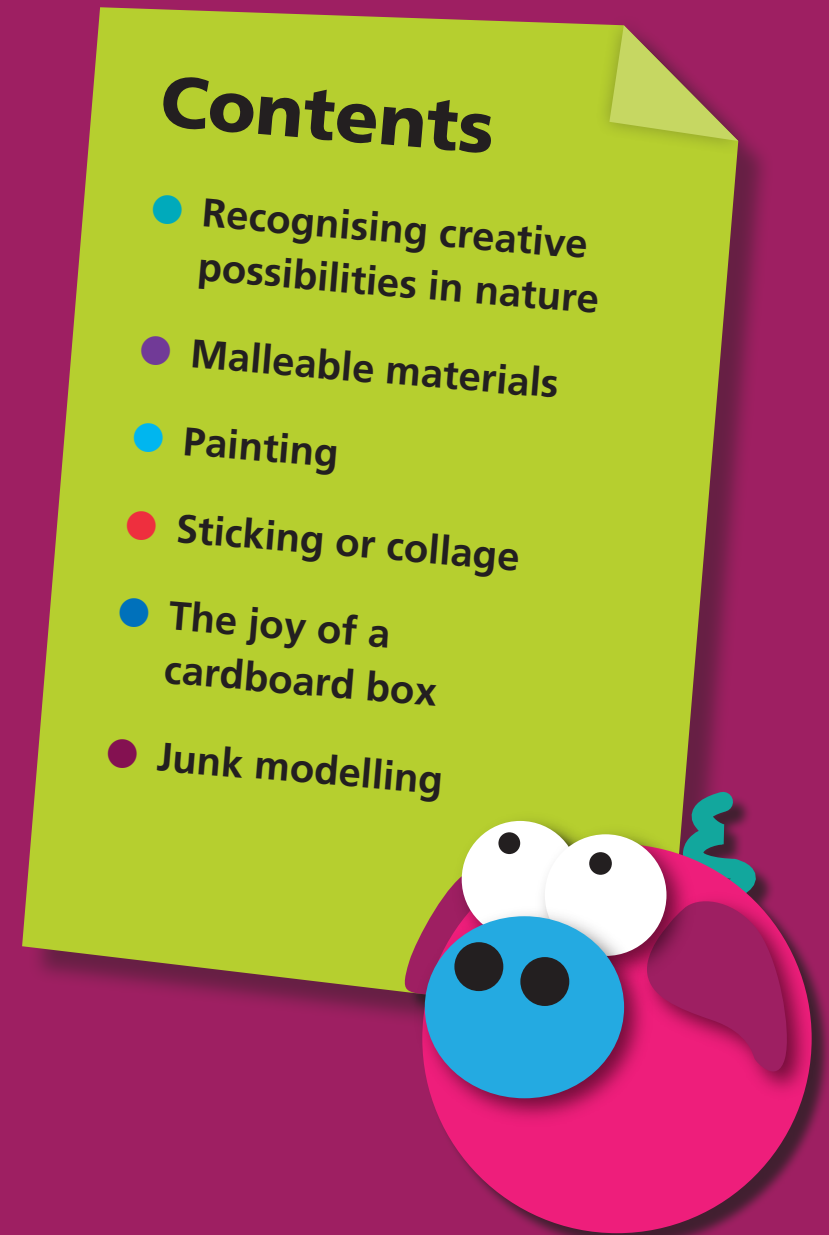 Contents
Recognising creative
possibilities in nature
Malleable materials
Painting
Sticking or collage
The joy of a
cardboard box
Junk modelling